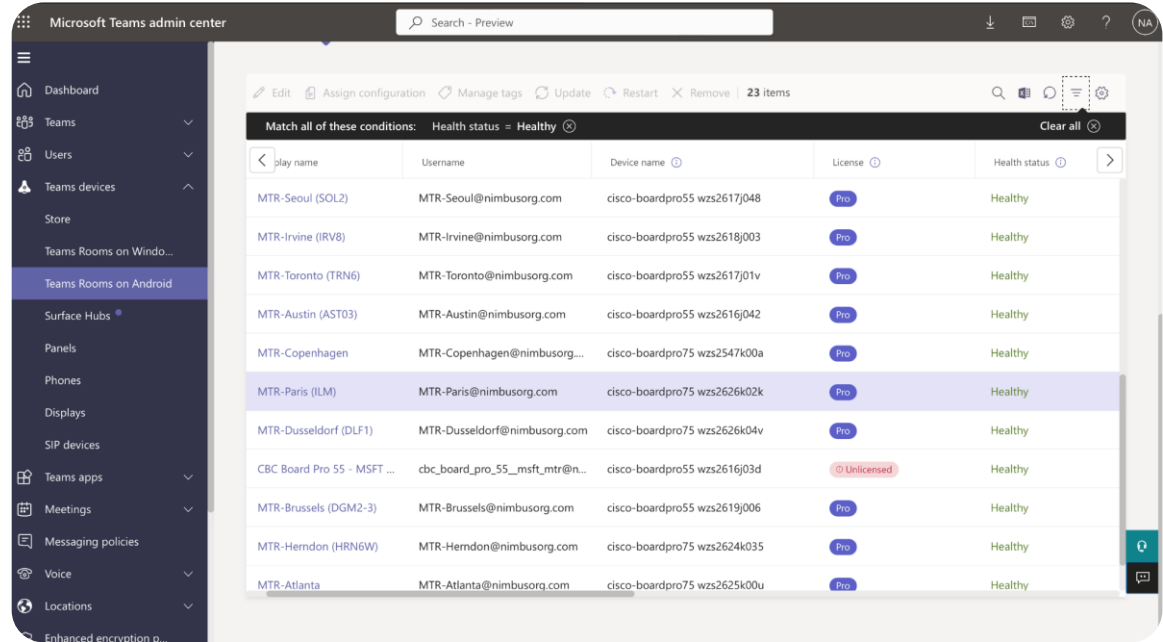 Microsoft Teams admin center
Search - Preview
NA
Dashboard
Teams
Users
Teams devices
Store
Teams Rooms on Windo...
Teams Rooms on Android
Surface Hubs
Panels
Phones
Displays
SIP devices
Teams apps
Meetings
Messaging policies
Voice
Locations
Enhanced encryption p...
Edit Assign configuration Manage tags Update Restart Remove 23 items
Match all of these conditions: Health status = Healthy Clear all
play name Username Device name License Health status
MTR-Seoul (SOL2) MTR-Seoul@nimbusorg.com cisco-boardpro55 wzs2617j048 Pro Healthy
MTR-Irvine (IRV8) MTR-Irvine@nimbusorg.com cisco-boardpro55 wzs2618j003 Pro Healthy
MTR-Toronto (TRN6) MTR-Toronto@nimbusorg.com cisco-boardpro55 wzs2617j01v Pro Healthy
MTR-Austin (AST03) MTR-Austin@nimbusorg.com cisco-boardpro55 wzs2616j042 Pro Healthy
MTR-Copenhagen MTR-Copenhagen@nimbusorg.... cisco-boardpro75 wzs2547k00a Pro Healthy
MTR-Paris (ILM) MTR-Paris@nimbusorg.com cisco-boardpro75 wzs2626k02k Pro Healthy
MTR-Dusseldorf (DLF1) MTR-Dusseldorf@nimbusorg.com cisco-boardpro75 wzs2626k04v Pro Healthy
CBC Board Pro 55 - MSFT ... cbc_board_pro_55__msft_mtr@n... cisco-boardpro55 wzs2616j03d Unlicensed Healthy
MTR-Brussels (DGM2-3) MTR-Brussels@nimbusorg.com cisco-boardpro55 wzs2619j006 Pro Healthy
MTR-Herndon (HRN6W) MTR-Herndon@nimbusorg.com cisco-boardpro75 wzs2624k035 Pro Healthy
MTR-Atlanta MTR-Atlanta@nimbusorg.com cisco-boardpro75 wzs2625k00u Pro Healthy